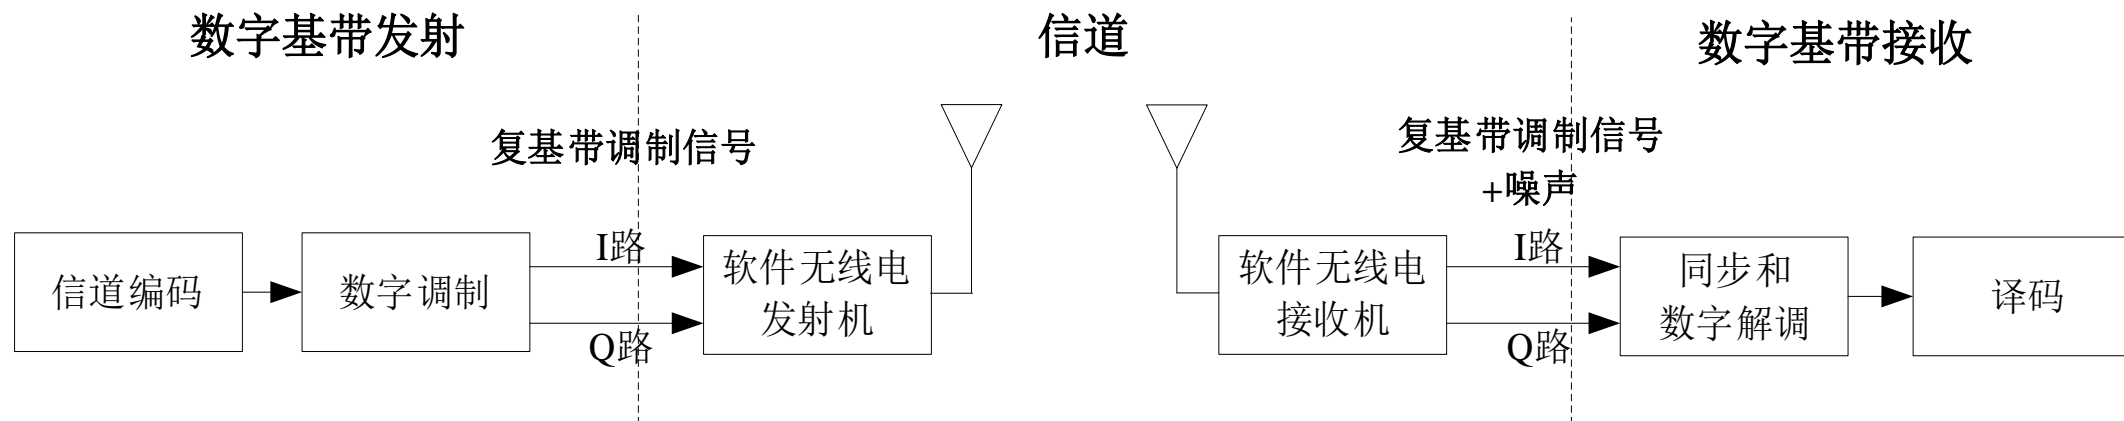 数字基带发射
信道
数字基带接收
复基带调制信号
复基带调制信号
+噪声
信道编码
数字调制
I路
Q路
软件无线电
发射机
软件无线电
接收机
I路
Q路
同步和
数字解调
译码